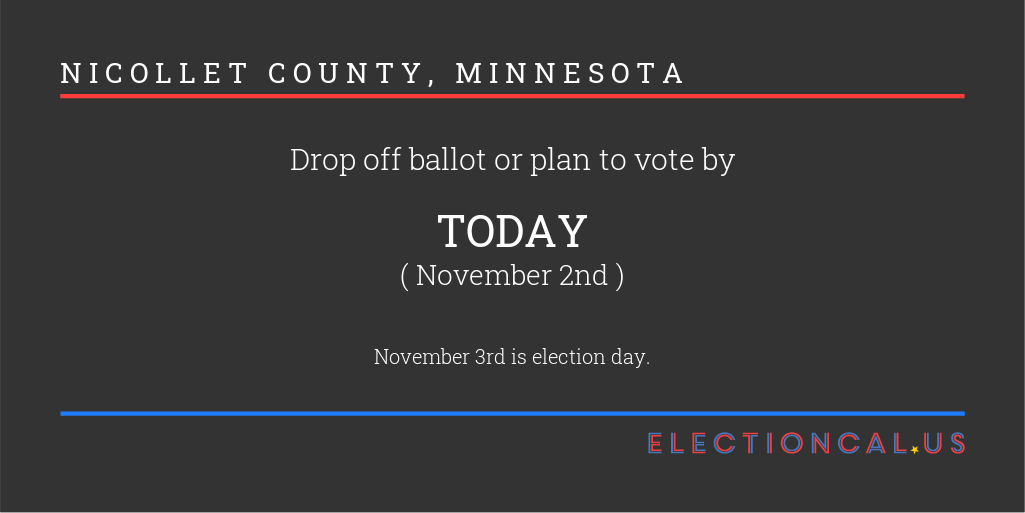 NICOLLET COUNTY, MINNESOTA
Drop off ballot or plan to vote by
TODAY
( November 2nd )
November 3rd is election day.
ELECTIONCAL.US